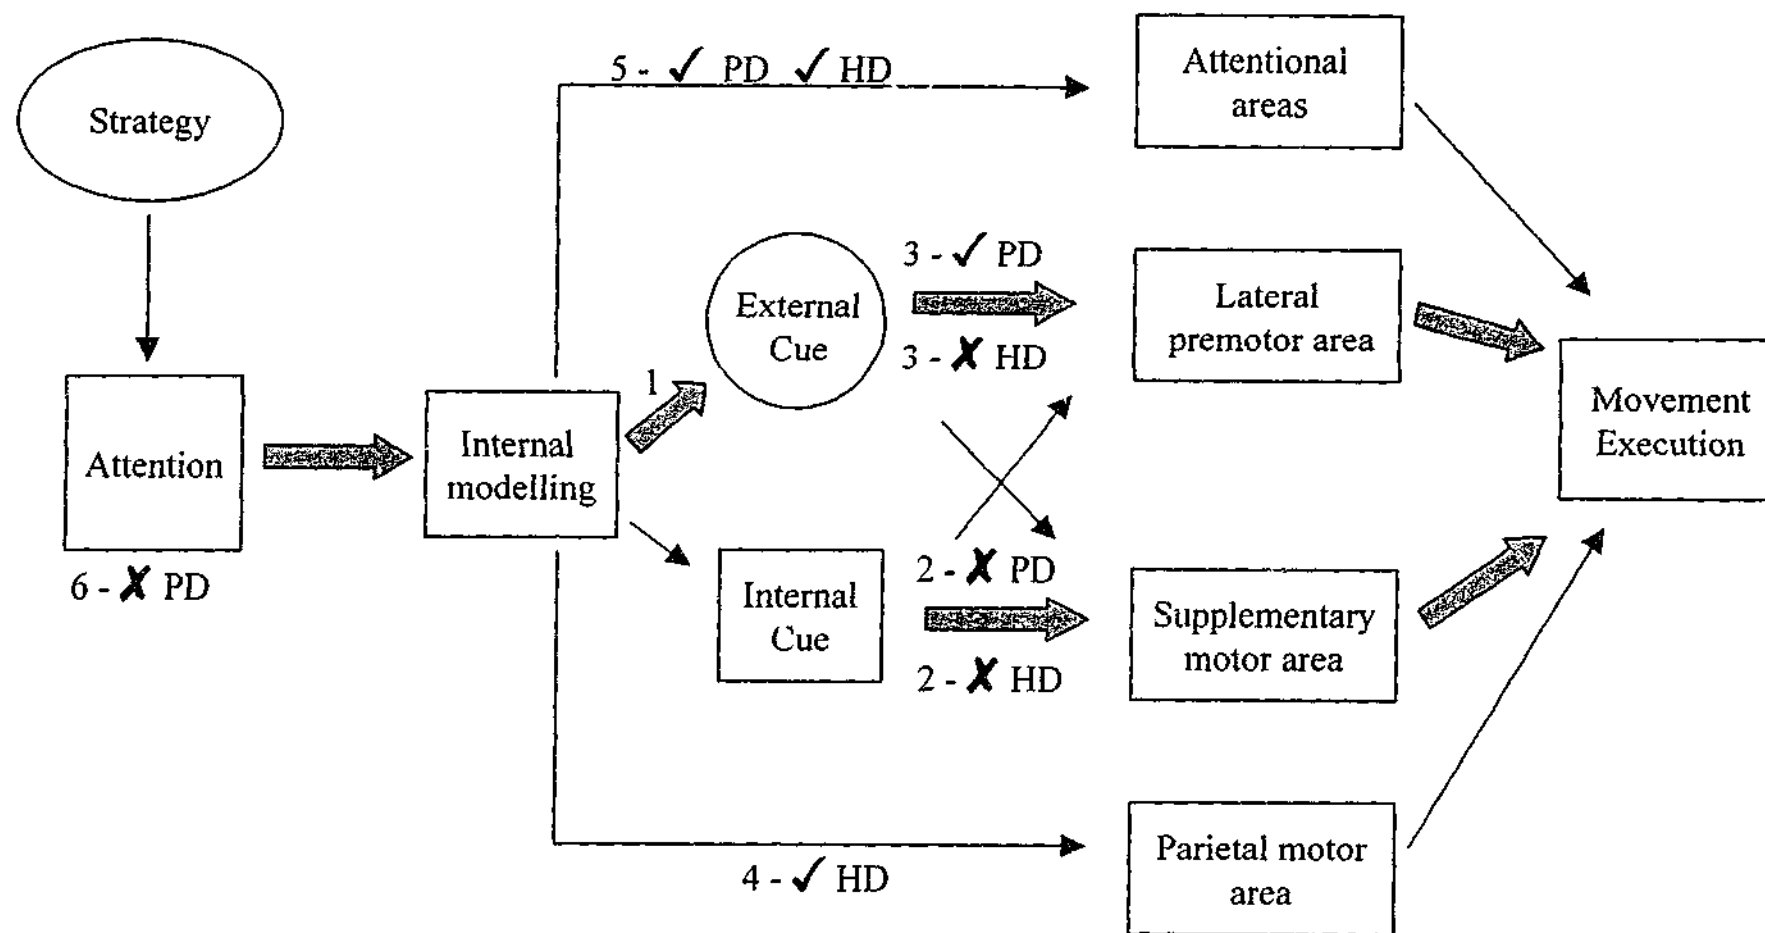 Strategy
Attention
6 - ✗ PD
Internal
modelling
5 - ✓ PD ✓ HD
1
External
Cue
3 - ✓ PD
3 - ✗ HD
Internal
Cue
2 - ✗ PD
2 - ✗ HD
4 - ✓ HD
Attentional
areas
Lateral
premotor area
Supplementary
motor area
Parietal motor
area
Movement
Execution